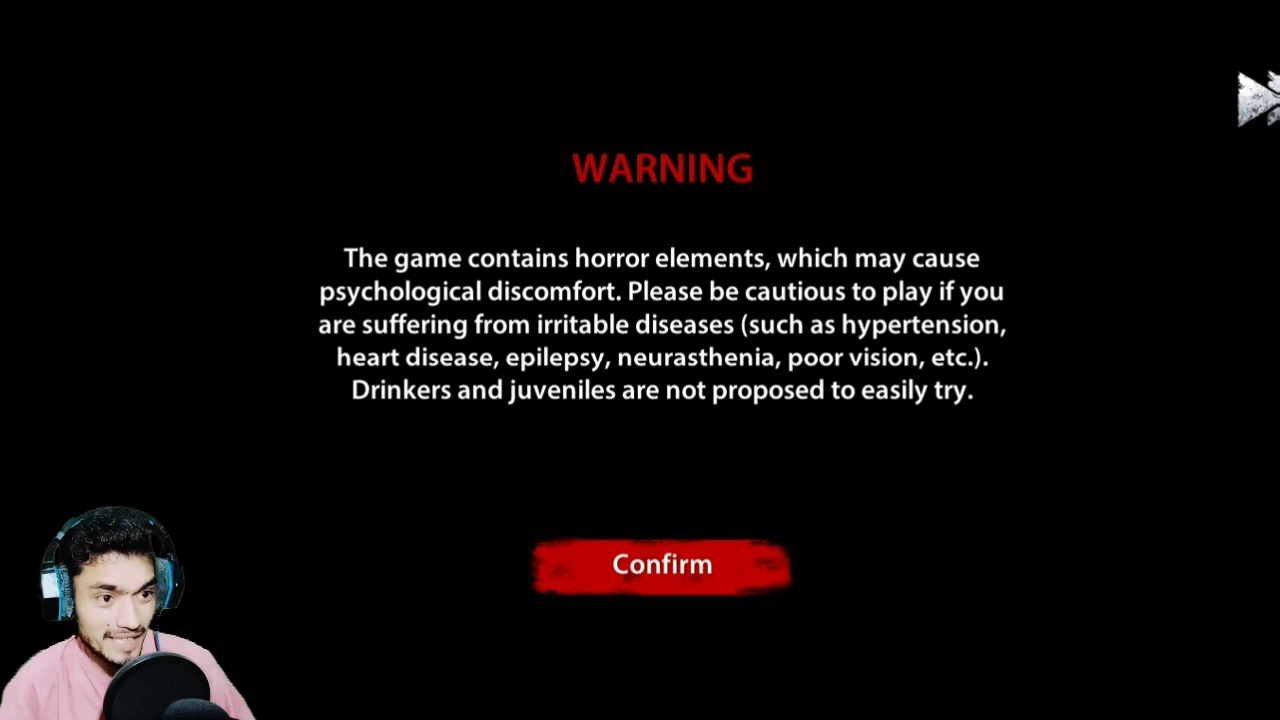 WARNING
The game contains horror elements, which may cause
psychological discomfort. Please be cautious to play if you
are suffering from irritable diseases (such as hypertension,
heart disease, epilepsy, neurasthenia, poor vision, etc.).
Drinkers and juveniles are not proposed to easily try.
Confirm